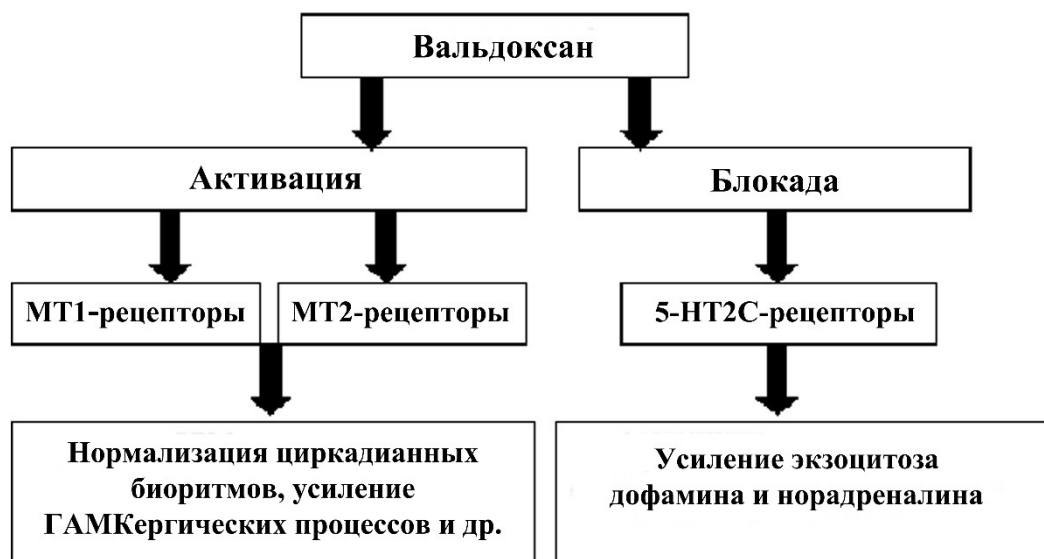 Вальдоксан
Активация
Блокада
МТ1-рецепторы
МТ2-рецепторы
5-НТ2С-рецепторы
Нормализация циркадианных
биоритмов, усиление
ГАМКергических процессов и др.
Усиление экзоцитоза
дофамина и норадреналина